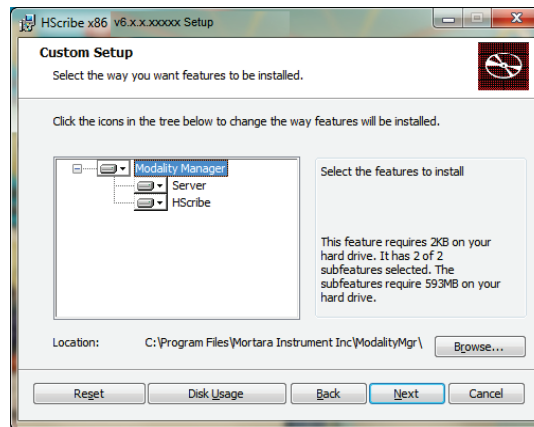 HScribe x86 v6.x.x.xxxxx Setup
Custom Setup
Select the way you want features to be installed.
Click the icons in the tree below to change the way features will be installed.
Modality Manager
Server
HScribe
Select the features to install
This feature requires 2KB on your
hard drive. It has 2 of 2
subfeatures selected. The
subfeatures require 593MB on your
hard drive.
Location: C:\Program Files\Mortara Instrument Inc\ModalityMgr\ Browse...
Reset Disk Usage Back Next Cancel